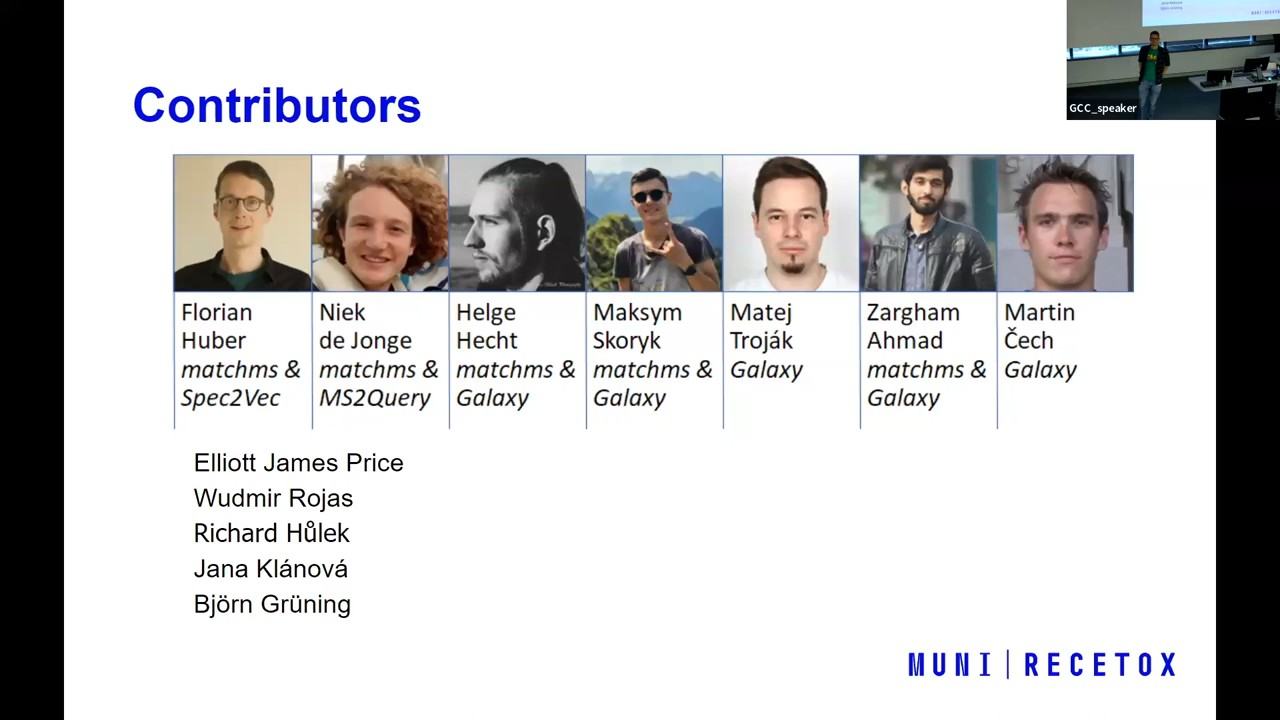 Contributors
GCC_speaker
Florian Huber matchms & Spec2Vec
Niek de Jonge matchms & MS2Query
Helge Hecht matchms & Galaxy
Maksym Skoryk matchms & Galaxy
Matej Troják Galaxy
Zargham Ahmad matchms & Galaxy
Martin Čech Galaxy
Elliott James Price
Wudmir Rojas
Richard Hůlek
Jana Klánová
Björn Grüning
MUNI | RECETOX